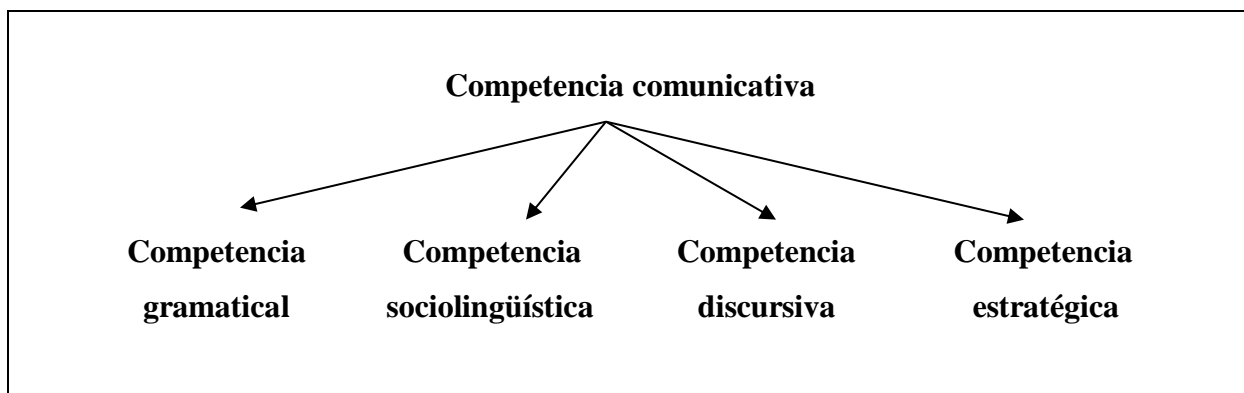 Competencia comunicativa
Competencia gramatical
Competencia sociolingüística
Competencia discursiva
Competencia estratégica